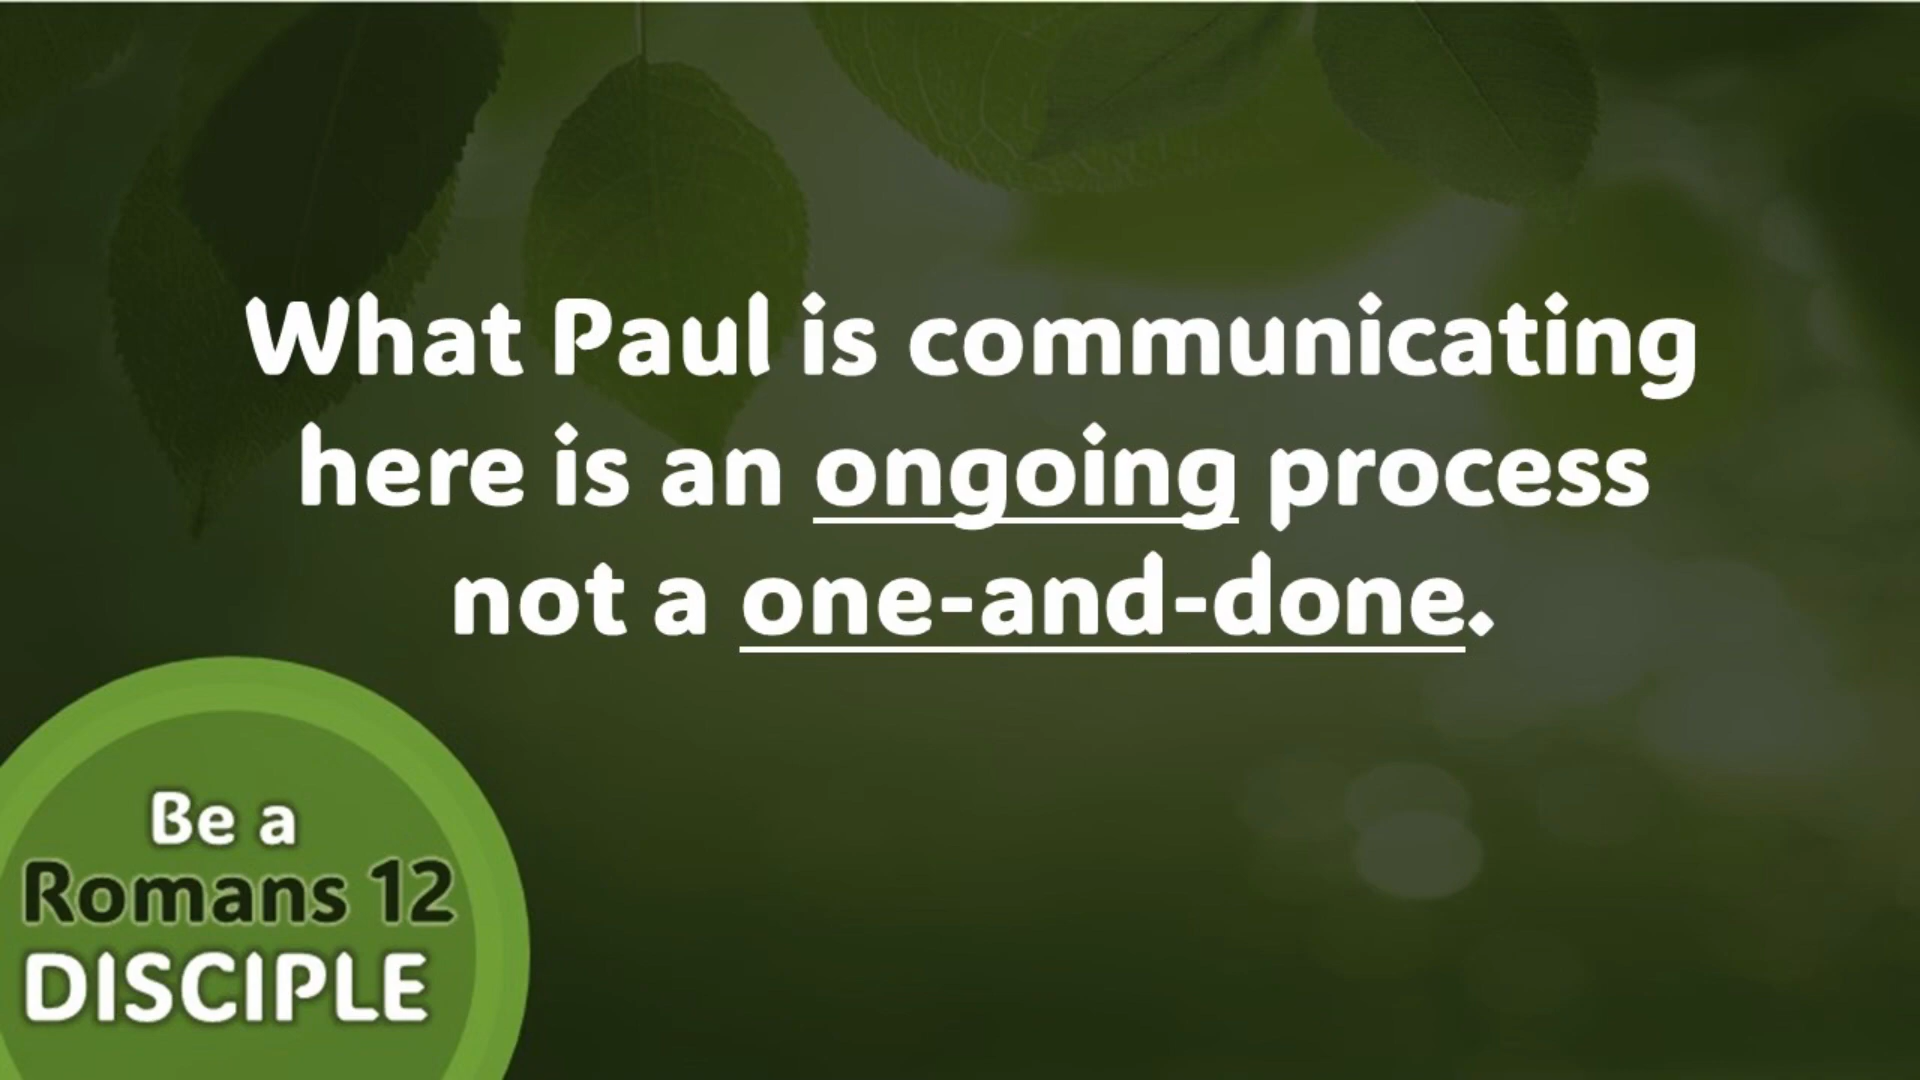 What Paul is communicating
here is an ongoing process
not a one-and-done.
Be a
Romans 12
DISCIPLE